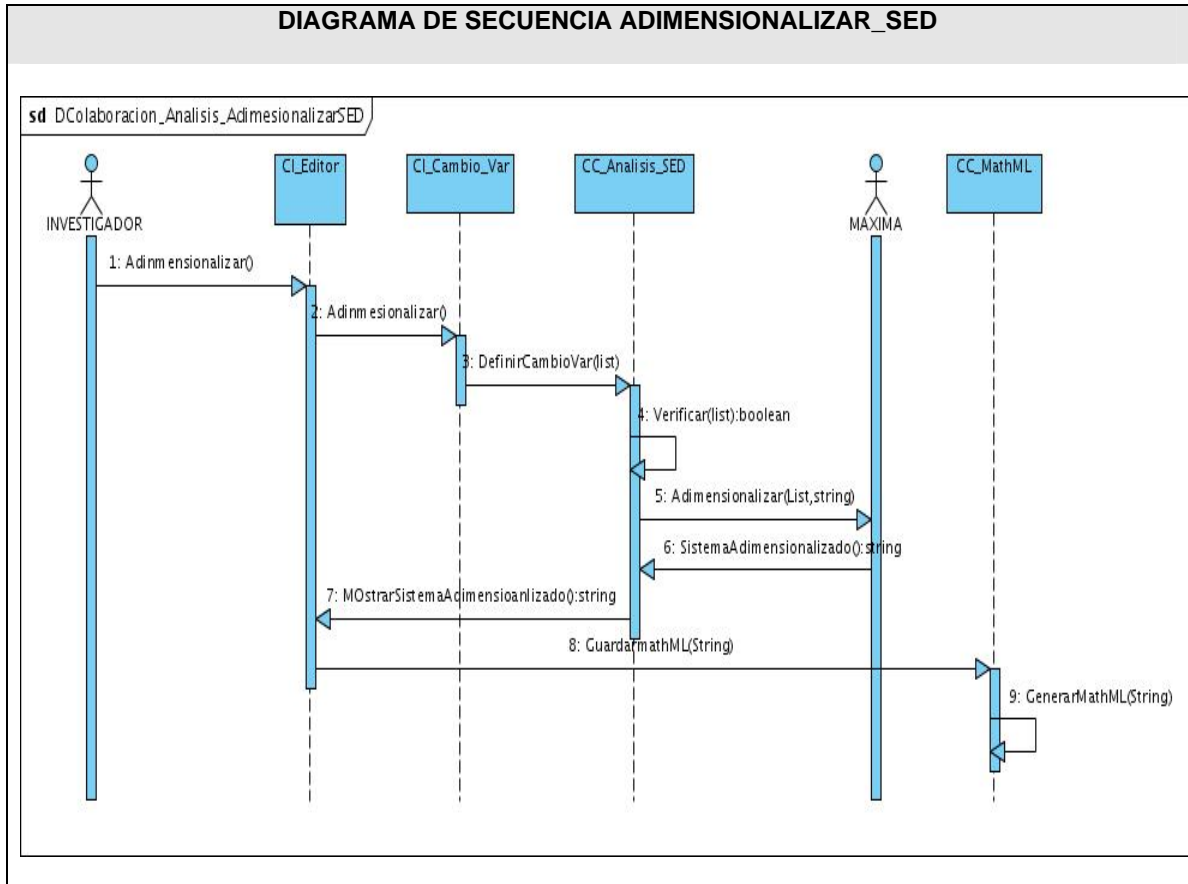 DIAGRAMA DE SECUENCIA ADIMENSIONALIZAR_SED
sd DColaboracion_Analisis_AdimesionalizarSED
CI_Editor
CI_Cambio_Var
CC_Analisis_SED
CC_MathML
INVESTIGADOR
MAXIMA
1: Adinmensionalizar()
2: Adinmesionalizar()
3: DefinirCambioVar(list)
4: Verificar(list):boolean
5: Adimensionalizar(List,string)
6: SistemaAdimensionalizado():string
7: MOstrarSistemaAdimensioanlizado():string
8: GuardarmathML(String)
9: GenerarMathML(String)